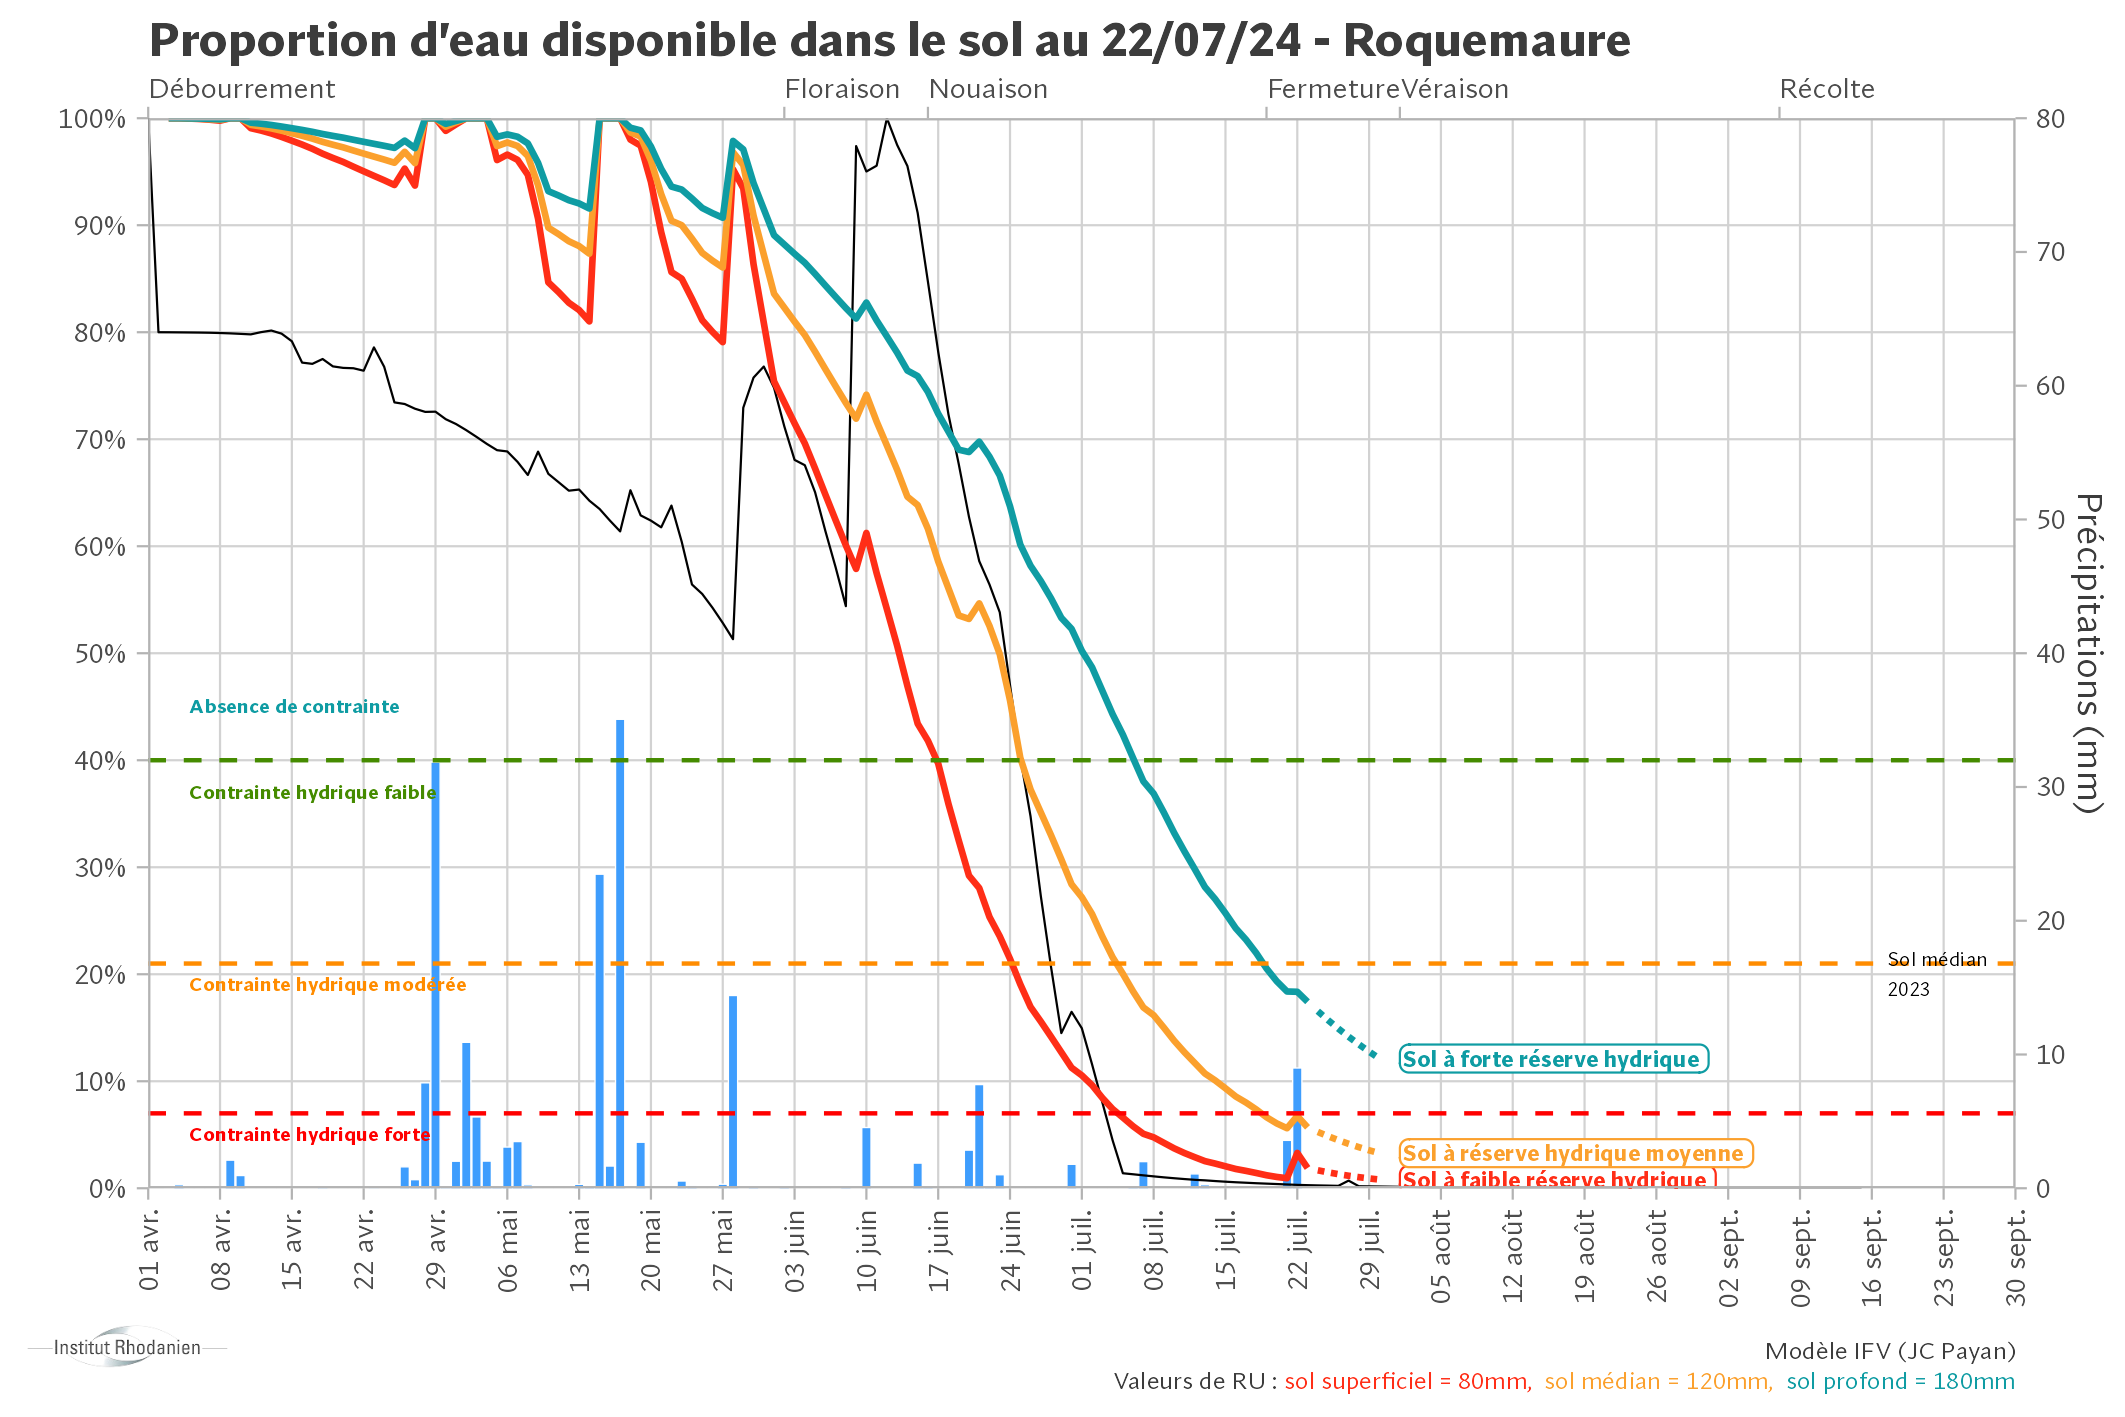 Proportion d'eau disponible dans le sol au 22/07/24 - Roquemaure
Débourrement Floraison Nouaison Fermeture Véraison Récolte
100% 80
90%
70
80%
60
70%
60%
50
50% 40
Absence de contrainte
40%
30
Contrainte hydrique faible
30%
20
Sol médian
2023
20%
Contrainte hydrique modérée
10
Sol à forte réserve hydrique
10%
Contrainte hydrique forte
Sol à réserve hydrique moyenne
Sol à faible réserve hydrique
0% 0
Précipitations (mm)
01 avr. 08 avr. 15 avr. 22 avr. 29 avr. 06 mai 13 mai 20 mai 27 mai 03 juin 10 juin 17 juin 24 juin 01 juil. 08 juil. 15 juil. 22 juil. 29 juil. 05 août 12 août 19 août 26 août 02 sept. 09 sept. 16 sept. 23 sept. 30 sept.
Institut Rhodanien
Modèle IFV (JC Payan)
Valeurs de RU : sol superficiel = 80mm, sol médian = 120mm, sol profond = 180mm